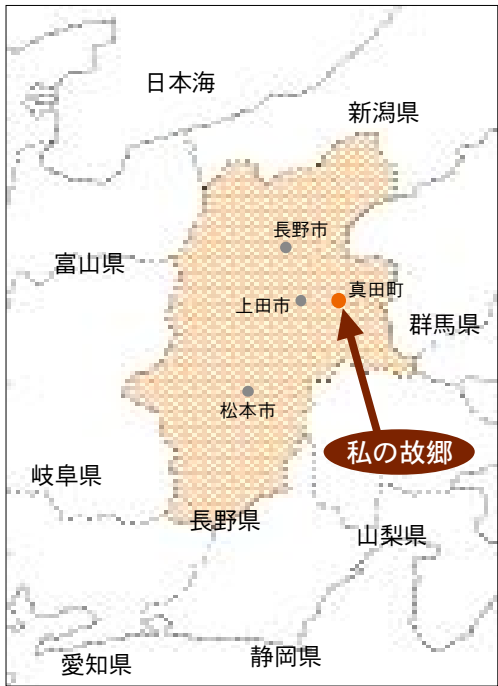 日本海
新潟県
長野市
富山県
真田町
上田市
群馬県
松本市
私の故郷
岐阜県
長野県
山梨県
静岡県
愛知県